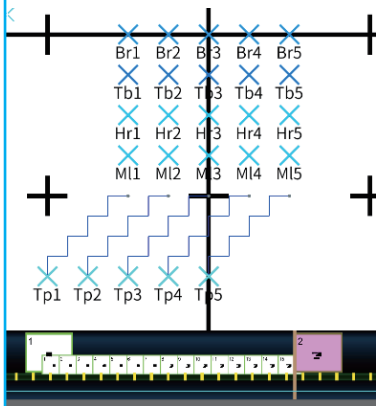 Br1 Br2 Br3 Br4 Br5
Tb1 Tb2 Tb3 Tb4 Tb5
Hr1 Hr2 Hr3 Hr4 Hr5
Ml1 Ml2 Ml3 Ml4 Ml5
Tp1 Tp2 Tp3 Tp4 Tp5
1 2